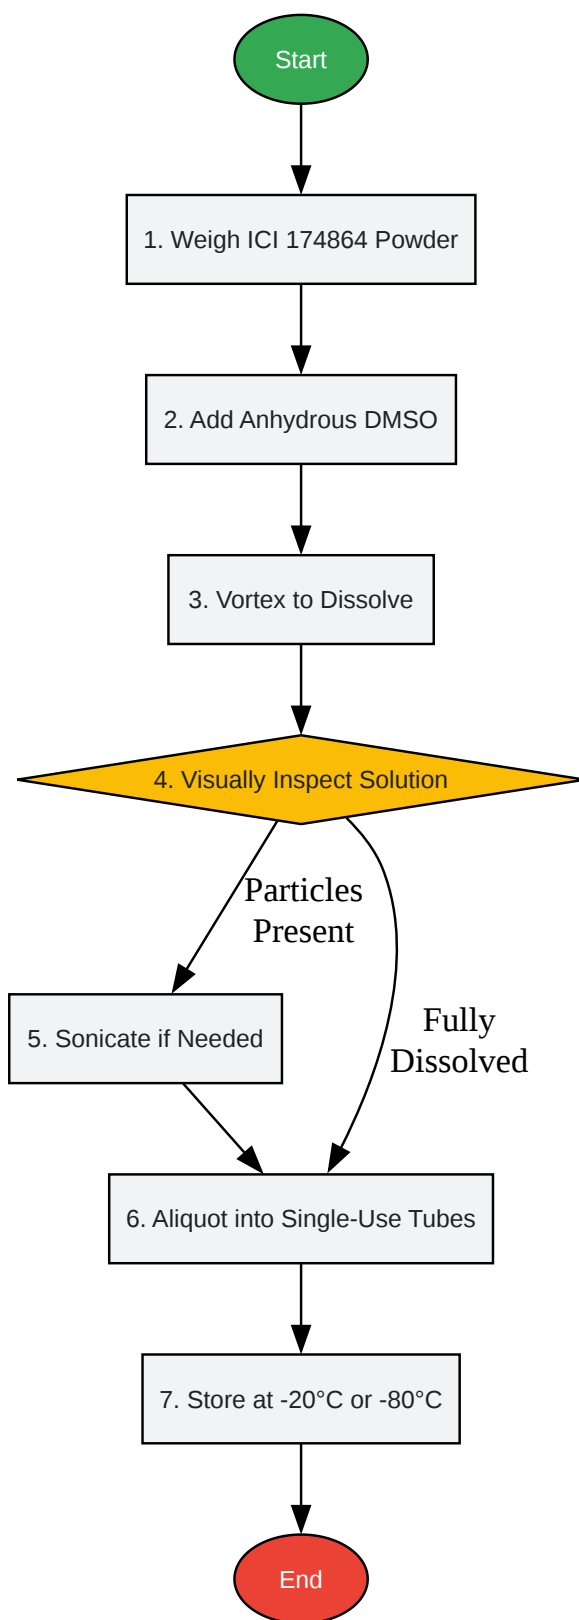 Start
1. Weigh ICI 174864 Powder
2. Add Anhydrous DMSO
3. Vortex to Dissolve
4. Visually Inspect Solution
Particles
Present
5. Sonicate if Needed
Fully
Dissolved
6. Aliquot into Single-Use Tubes
7. Store at -20°C or -80°C
End